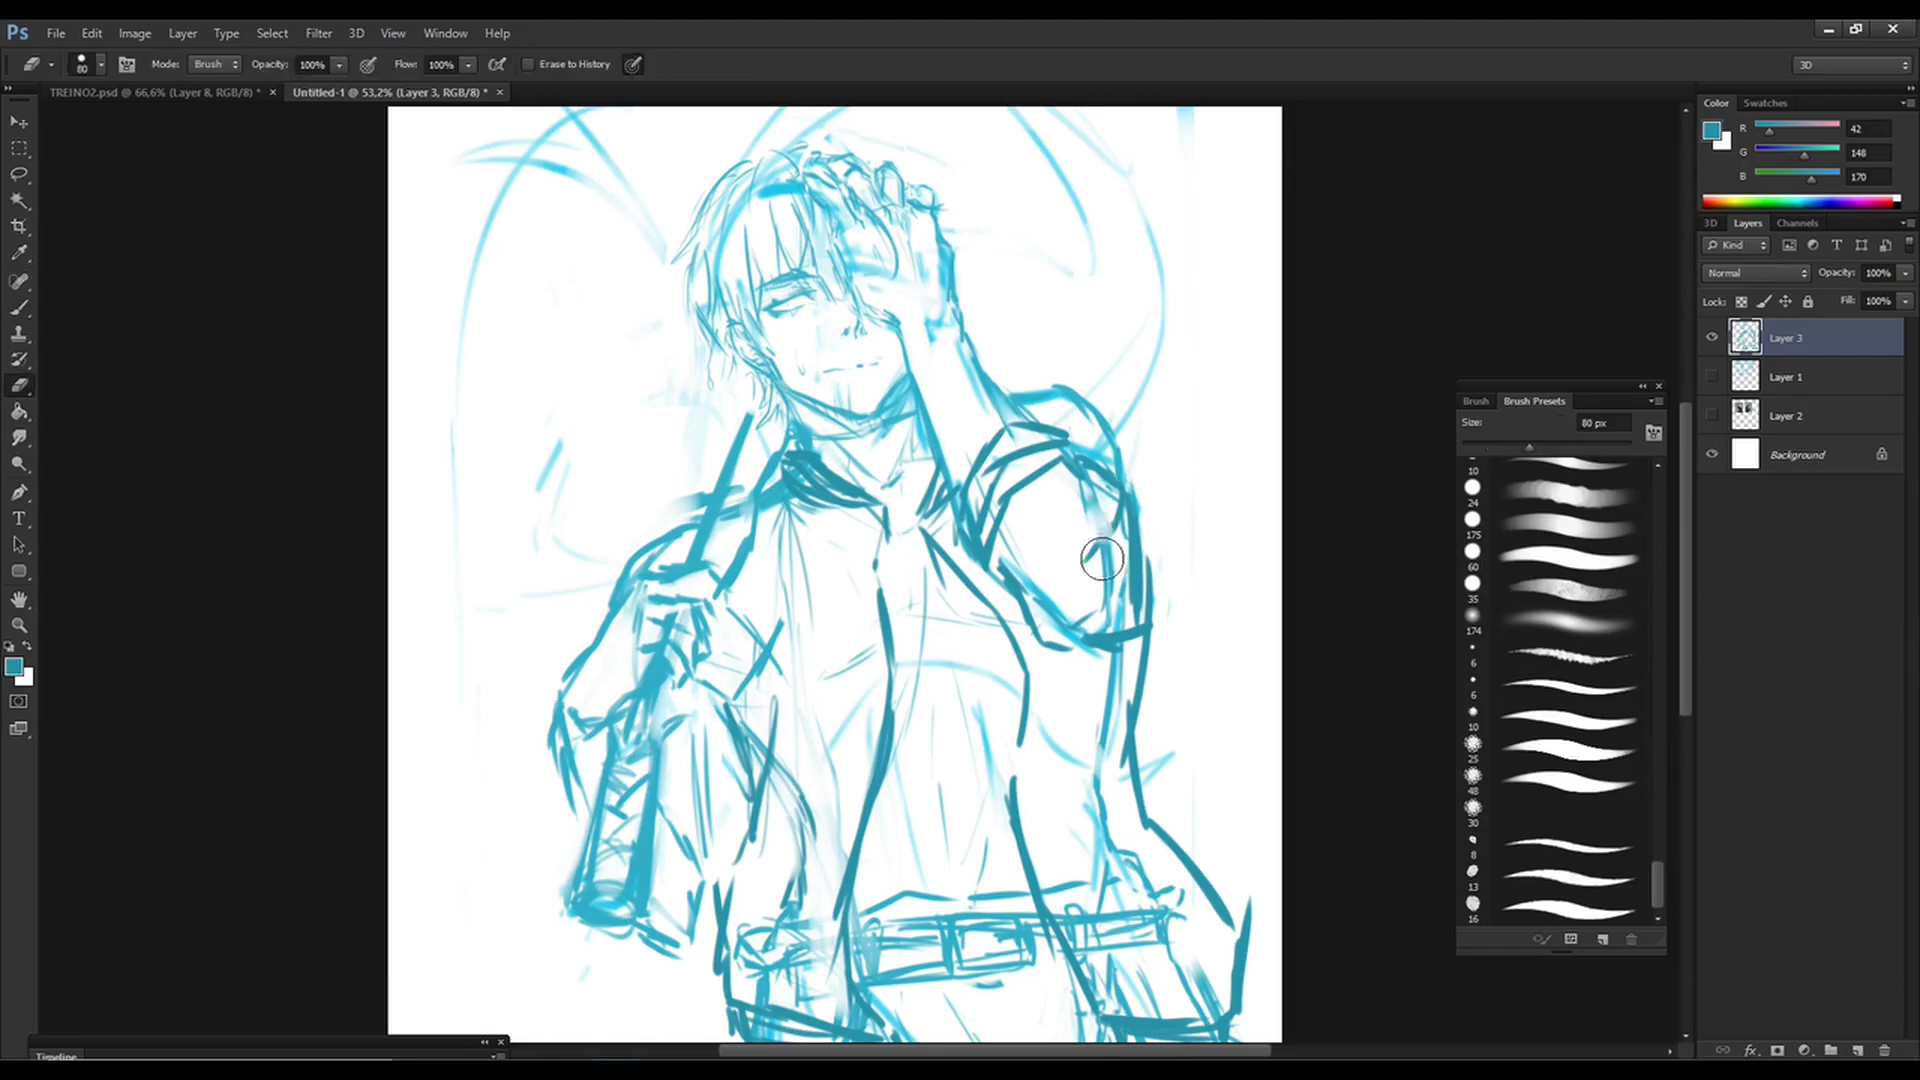 Ps File Edit Image Layer Type Select Filter 3D View Window Help
80 Mode: Brush Opacity: 100% Flow: 100% Erase to History 3D
TREINO2.psd @ 66,6% (Layer 8, RGB/8) * × Untitled-1 @ 53,2% (Layer 3, RGB/8) * ×
Color Swatches
R 42
G 148
B 170
3D Layers Channels
Kind
Normal Opacity: 100%
Lock: Fill: 100%
Layer 3
Layer 1
Layer 2
Background
Brush Brush Presets
Size: 80 px
10
24
175
60
35
174
6
6
10
25
48
30
8
13
16
Timeline